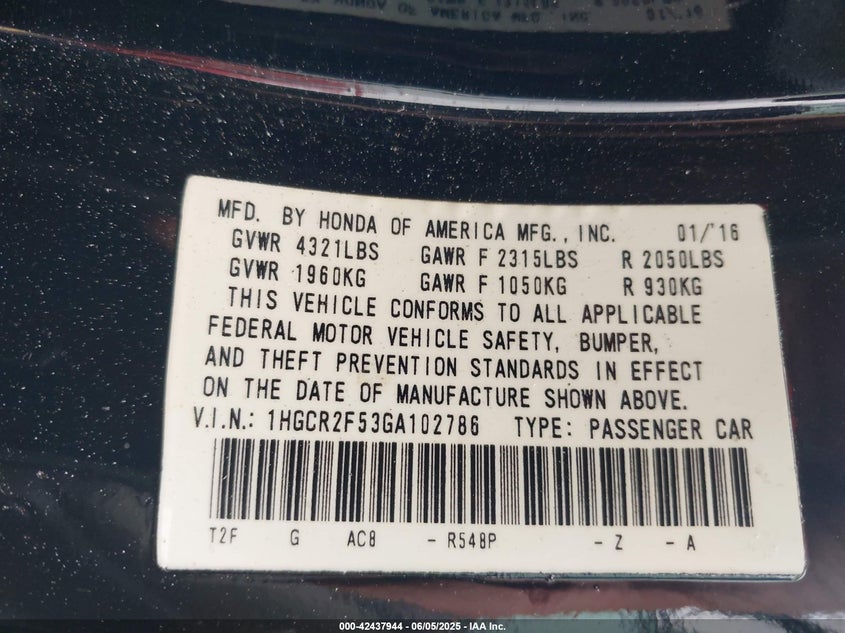 MFD. BY HONDA OF AMERICA MFG., INC. 01/'16
GVWR 4321LBS GAWR F 2315LBS R 2050LBS
GVWR 1960KG GAWR F 1050KG R 930KG
THIS VEHICLE CONFORMS TO ALL APPLICABLE
FEDERAL MOTOR VEHICLE SAFETY, BUMPER,
AND THEFT PREVENTION STANDARDS IN EFFECT
ON THE DATE OF MANUFACTURE SHOWN ABOVE.
V.I.N.: 1HGCR2F53GA102786 TYPE: PASSENGER CAR
T2F G AC8 - R548P - Z - A
000-42437944 - 06/05/2025 - IAA Inc.